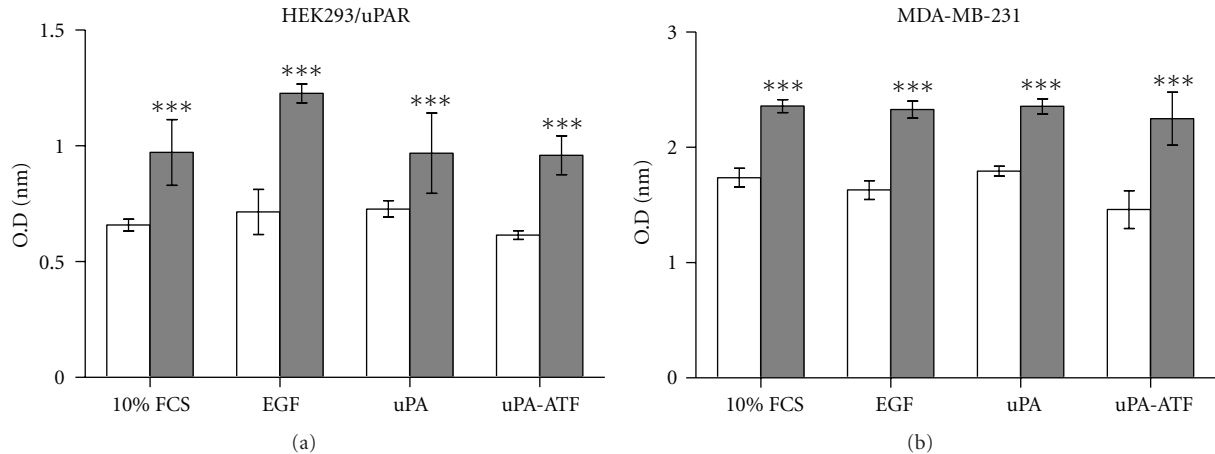 HEK293/uPAR
1.5
1
0.5
0
O.D (nm)
***
***
***
***
10% FCS
EGF
uPA
uPA-ATF
(a)
MDA-MB-231
3
2
1
0
O.D (nm)
***
***
***
***
10% FCS
EGF
uPA
uPA-ATF
(b)